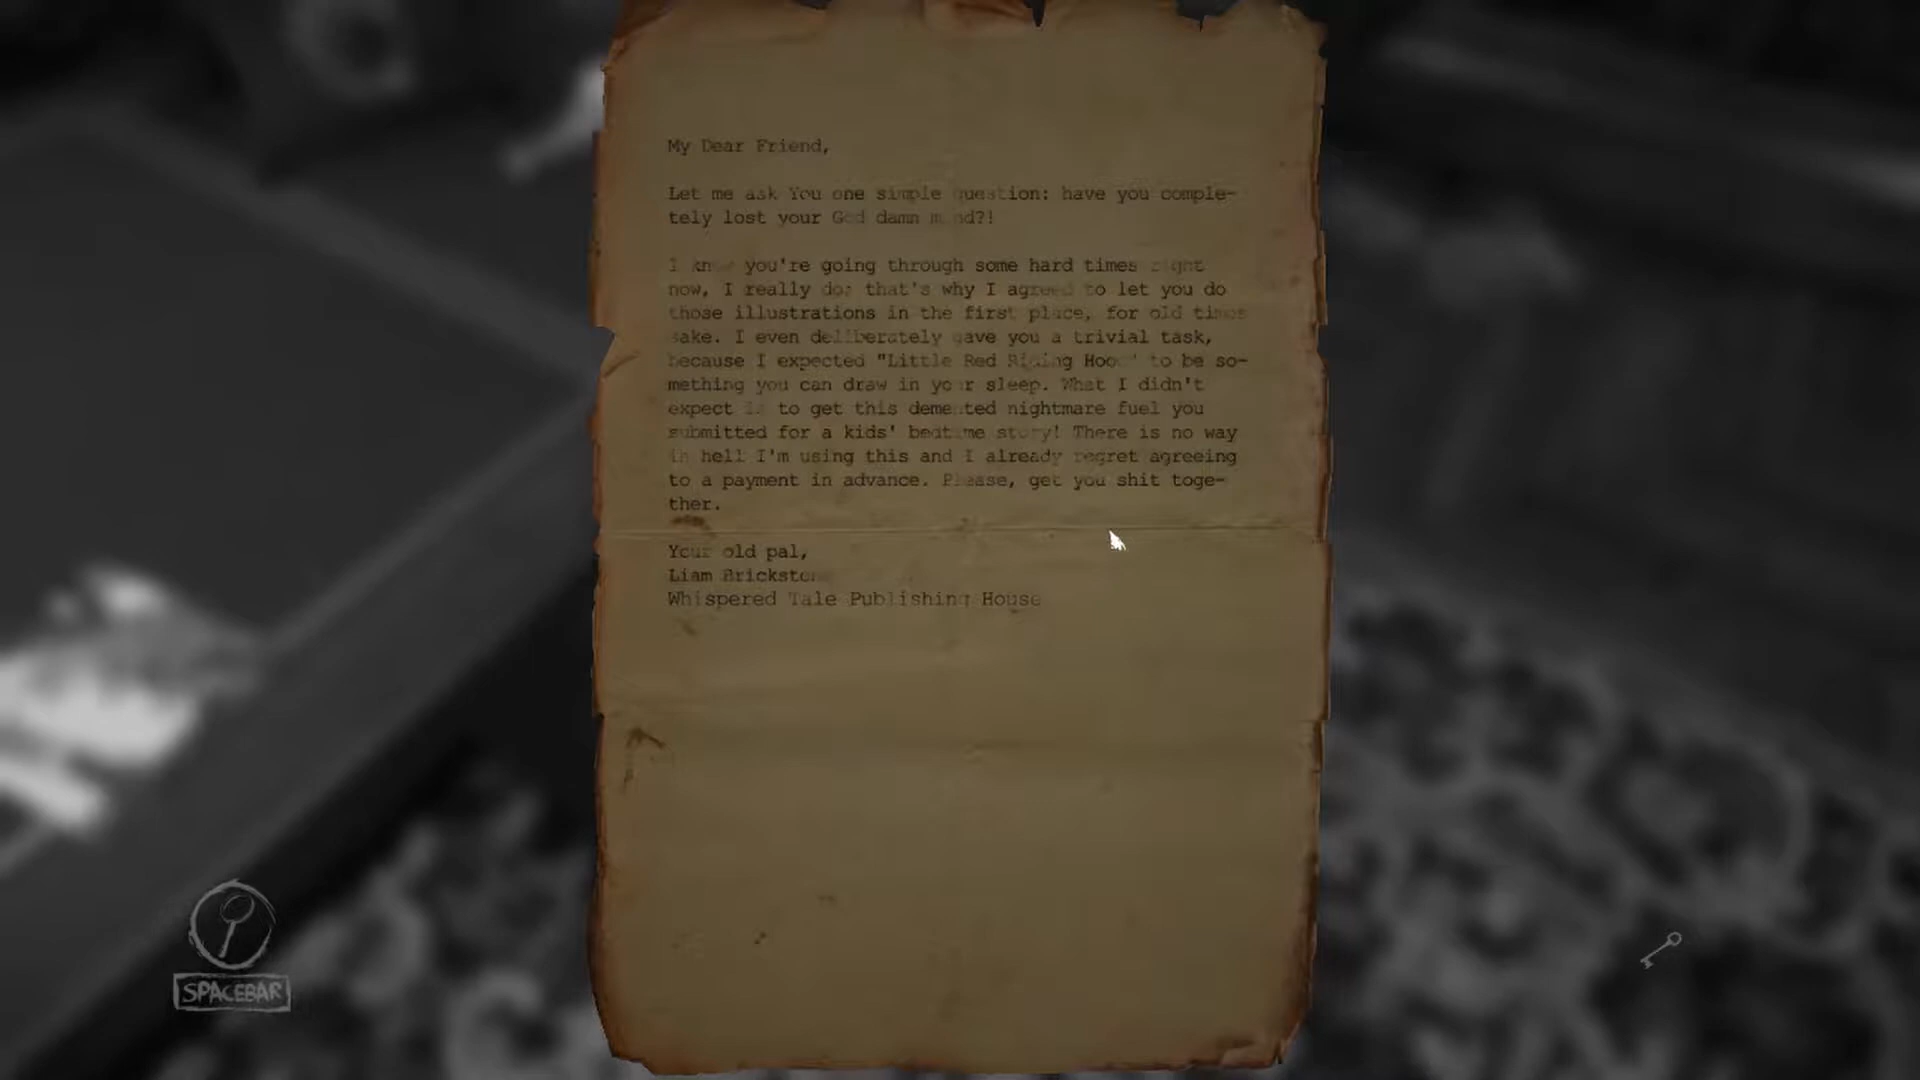 My Dear Friend,
Let me ask You one simple question: have you comple-
tely lost your God damn mind?!
I know you're going through some hard times right
now, I really do; that's why I agreed to let you do
those illustrations in the first place, for old times
sake. I even deliberately gave you a trivial task,
because I expected "Little Red Riding Hood" to be so-
mething you can draw in your sleep. What I didn't
expect is to get this demented nightmare fuel you
submitted for a kids' bedtime story! There is no way
in hell I'm using this and I already regret agreeing
to a payment in advance. Please, get you shit toge-
ther.
Your old pal,
Liam Brickstone
Whispered Tale Publishing House
SPACEBAR